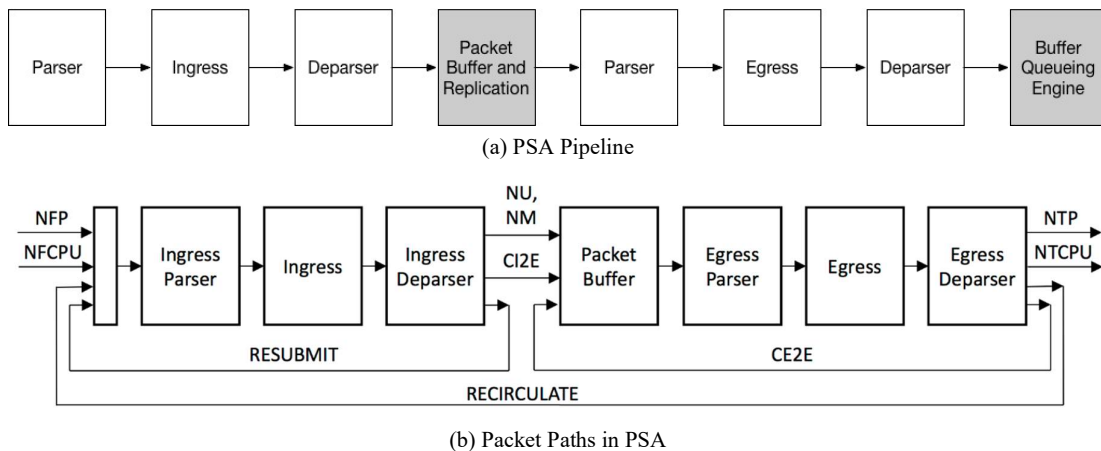 Parser
Ingress
Deparser
Packet
Buffer and
Replication
Parser
Egress
Deparser
Buffer
Queueing
Engine
(a) PSA Pipeline
NFP
NFCPU
Ingress
Parser
Ingress
Ingress
Deparser
NU,
NM
CI2E
Packet
Buffer
Egress
Parser
Egress
Egress
Deparser
NTP
NTCPU
RESUBMIT
CE2E
RECIRCULATE
(b) Packet Paths in PSA